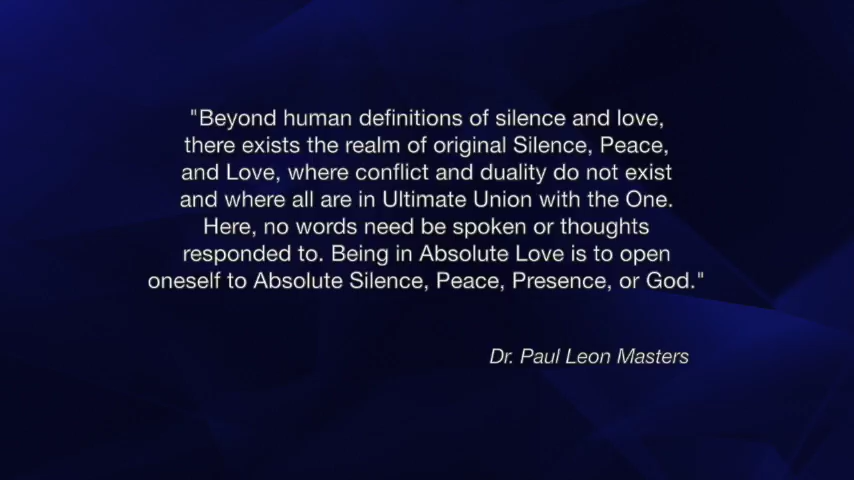 "Beyond human definitions of silence and love,
there exists the realm of original Silence, Peace,
and Love, where conflict and duality do not exist
and where all are in Ultimate Union with the One.
Here, no words need be spoken or thoughts
responded to. Being in Absolute Love is to open
oneself to Absolute Silence, Peace, Presence, or God."
Dr. Paul Leon Masters